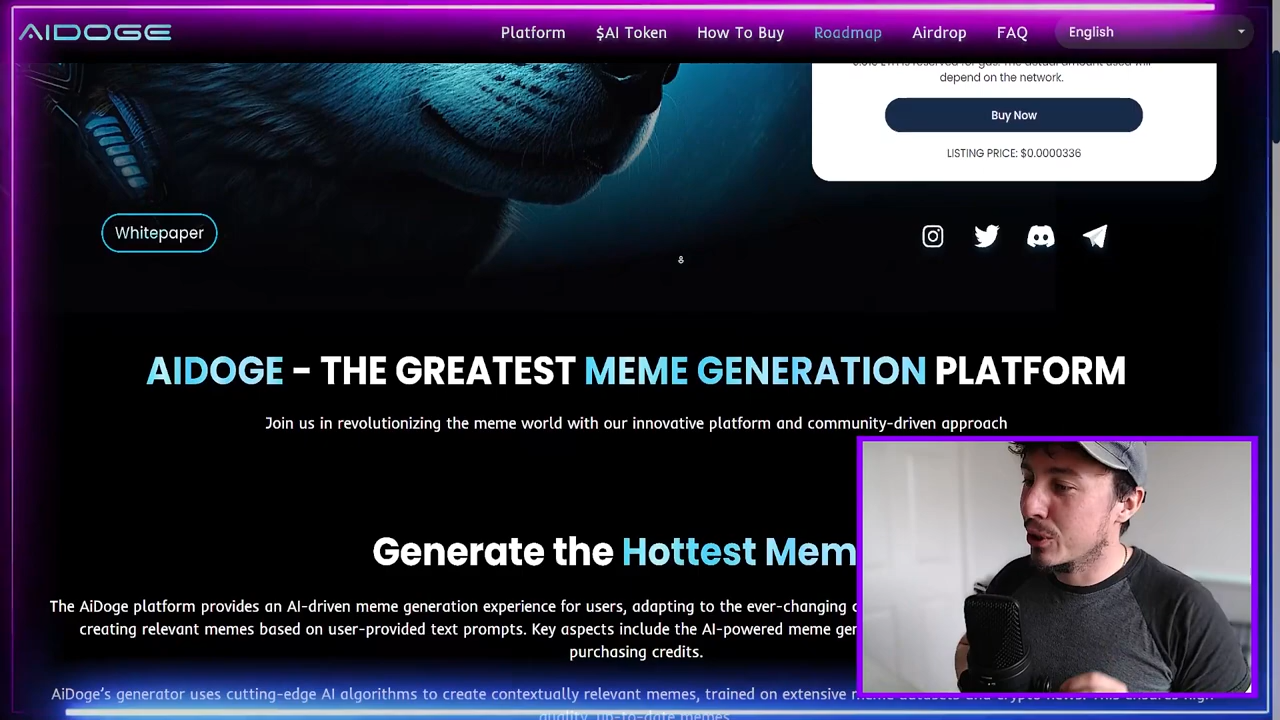 AIDOGE
Platform
$AI Token
How To Buy
Roadmap
Airdrop
FAQ
English
depend on the network.
Buy Now
LISTING PRICE: $0.0000336
Whitepaper
AIDOGE - THE GREATEST MEME GENERATION PLATFORM
Join us in revolutionizing the meme world with our innovative platform and community-driven approach
Generate the Hottest Mem
The AiDoge platform provides an AI-driven meme generation experience for users, adapting to the ever-changing
creating relevant memes based on user-provided text prompts. Key aspects include the AI-powered meme
purchasing credits.
AiDoge's generator uses cutting-edge AI algorithms to create contextually relevant memes, trained on extensive